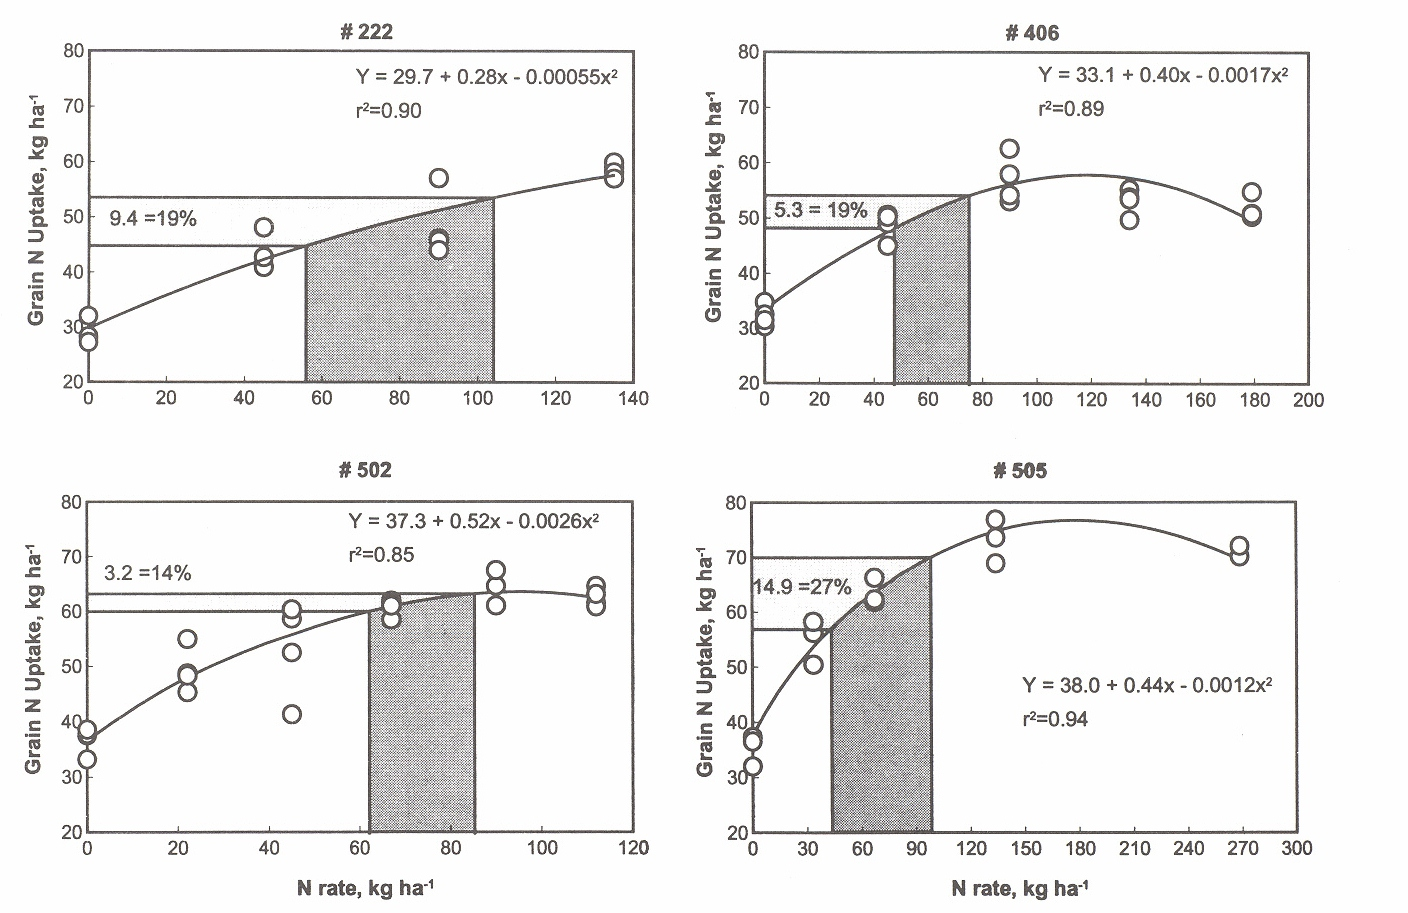 # 222
80
70
60
50
40
30
20
Grain N Uptake, kg ha⁻¹
Y = 29.7 + 0.28x - 0.00055x²
r²=0.90
9.4 =19%
0 20 40 60 80 100 120 140
# 406
80
70
60
50
40
30
20
Grain N Uptake, kg ha⁻¹
Y = 33.1 + 0.40x - 0.0017x²
r²=0.89
5.3 = 19%
0 20 40 60 80 100 120 140 160 180 200
# 502
80
70
60
50
40
30
20
Grain N Uptake, kg ha⁻¹
Y = 37.3 + 0.52x - 0.0026x²
r²=0.85
3.2 =14%
0 20 40 60 80 100 120
N rate, kg ha⁻¹
# 505
80
70
60
50
40
30
20
Grain N Uptake, kg ha⁻¹
14.9 =27%
Y = 38.0 + 0.44x - 0.0012x²
r²=0.94
0 30 60 90 120 150 180 210 240 270 300
N rate, kg ha⁻¹